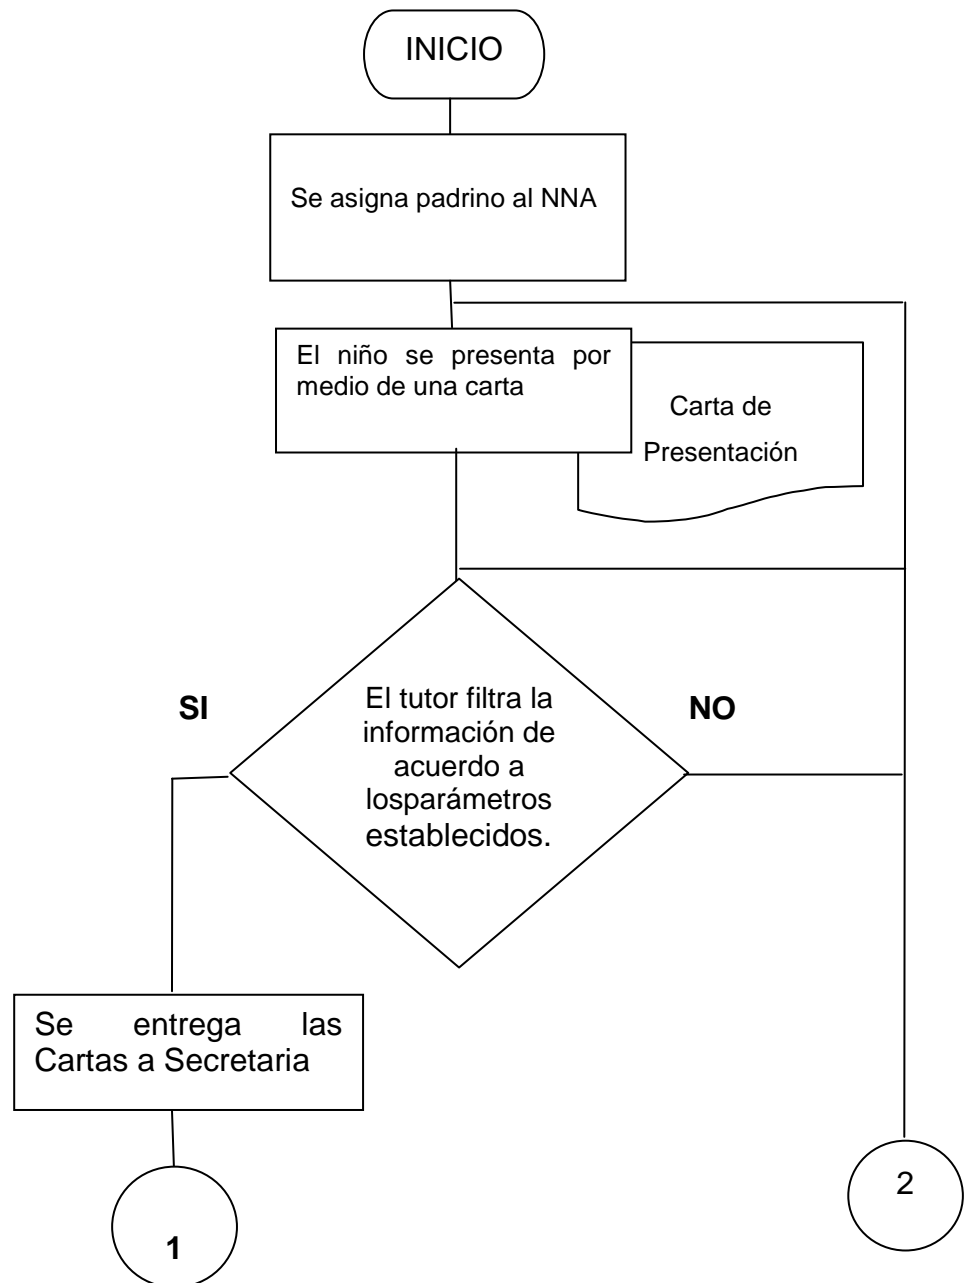 INICIO
Se asigna padrino al NNA
El niño se presenta por
medio de una carta
Carta de
Presentación
SI
El tutor filtra la
información de
acuerdo a
losparámetros
establecidos.
NO
Se entrega las
Cartas a Secretaria
1
2